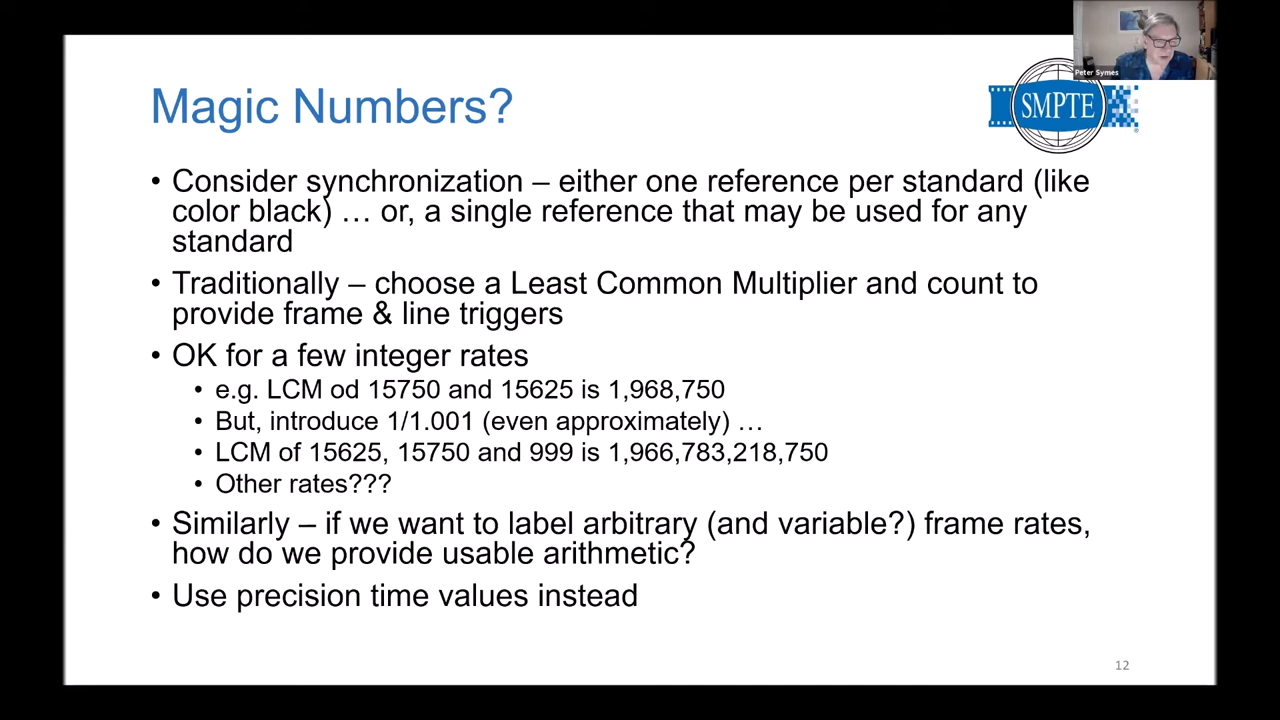 Peter Symes
Magic Numbers?
SMPTE
• Consider synchronization – either one reference per standard (like
color black) … or, a single reference that may be used for any
standard
• Traditionally – choose a Least Common Multiplier and count to
provide frame & line triggers
• OK for a few integer rates
• e.g. LCM od 15750 and 15625 is 1,968,750
• But, introduce 1/1.001 (even approximately) …
• LCM of 15625, 15750 and 999 is 1,966,783,218,750
• Other rates???
• Similarly – if we want to label arbitrary (and variable?) frame rates,
how do we provide usable arithmetic?
• Use precision time values instead
12